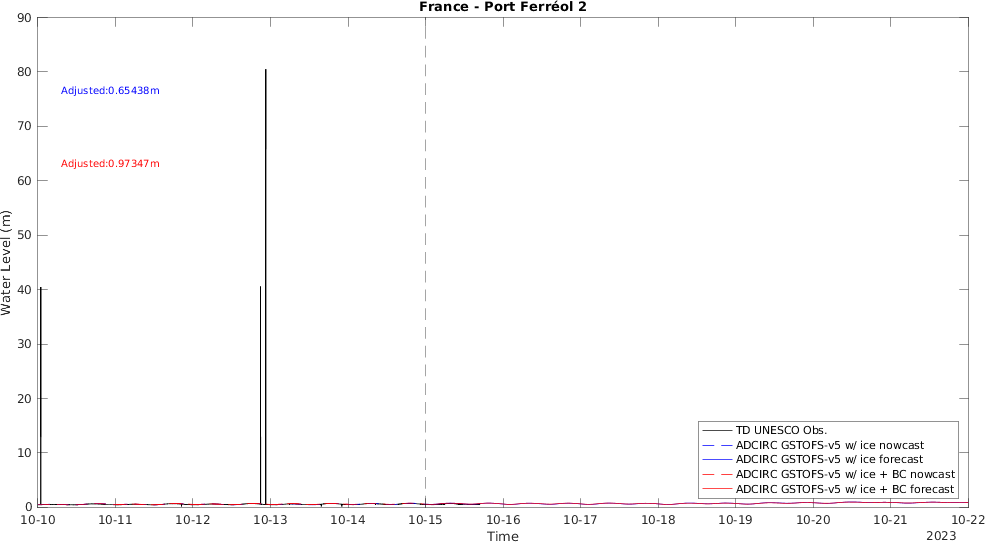 France - Port Ferréol 2
90
80
70
60
50
40
30
20
10
0
Water Level (m)
Adjusted:0.65438m
Adjusted:0.97347m
TD UNESCO Obs.
ADCIRC GSTOFS-v5 w/ ice nowcast
ADCIRC GSTOFS-v5 w/ ice forecast
ADCIRC GSTOFS-v5 w/ ice + BC nowcast
ADCIRC GSTOFS-v5 w/ ice + BC forecast
10-10 10-11 10-12 10-13 10-14 10-15 10-16 10-17 10-18 10-19 10-20 10-21 10-22
Time
2023